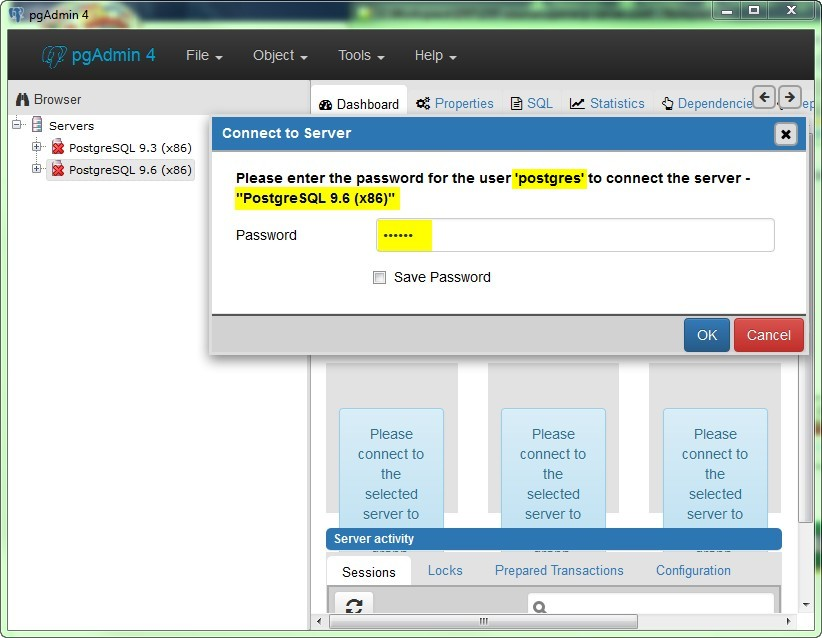 pgAdmin 4
pgAdmin 4 File Object Tools Help
Browser
Dashboard Properties SQL Statistics
Servers
PostgreSQL 9.3 (x86)
PostgreSQL 9.6 (x86)
Connect to Server
Please enter the password for the user 'postgres' to connect the server -
"PostgreSQL 9.6 (x86)"
Password ••••••
Save Password
OK Cancel
Please
connect to
the
selected
server to
Please
connect to
the
selected
server to
Please
connect to
the
selected
server to
Server activity
Sessions Locks Prepared Transactions Configuration